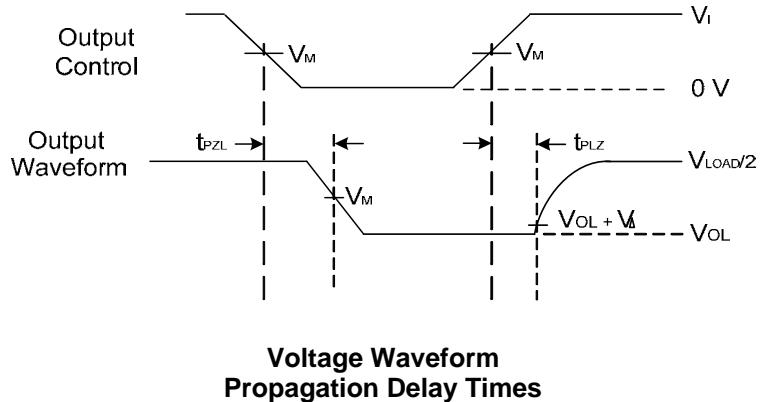 Output
Control
VM
VM
VI
0 V
Output
Waveform
tPZL
tPLZ
VM
VLOAD/2
VOL + VΔ
VOL
Voltage Waveform
Propagation Delay Times